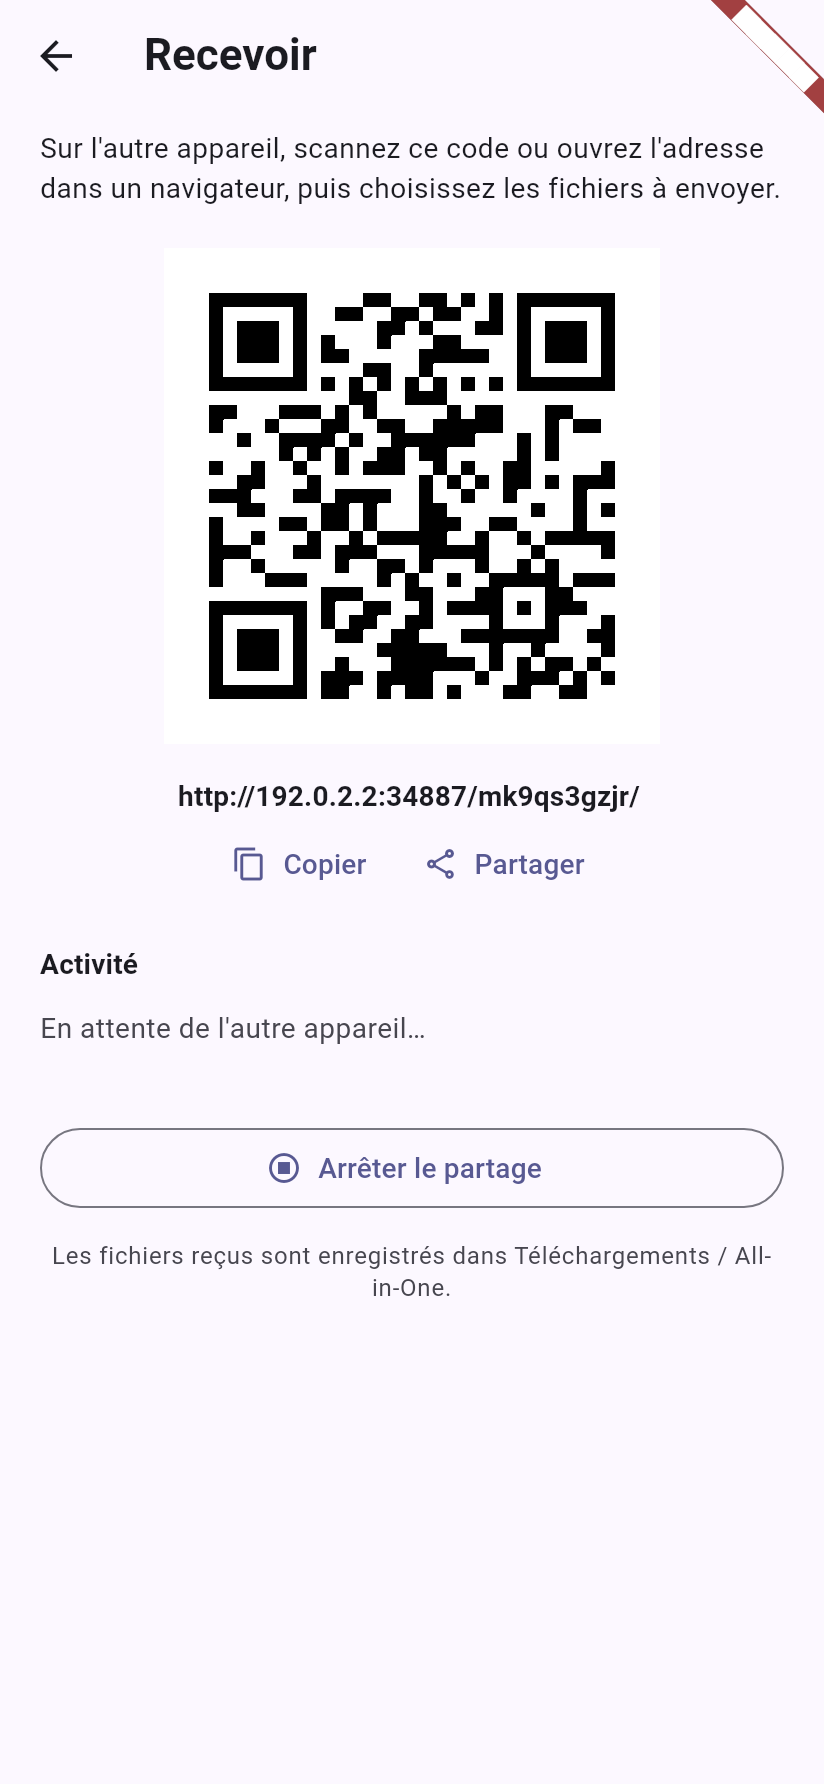 Recevoir
Sur l'autre appareil, scannez ce code ou ouvrez l'adresse
dans un navigateur, puis choisissez les fichiers à envoyer.
http://192.0.2.2:34887/mk9qs3gzjr/
Copier
Partager
Activité
En attente de l'autre appareil…
Arrêter le partage
Les fichiers reçus sont enregistrés dans Téléchargements / All-
in-One.